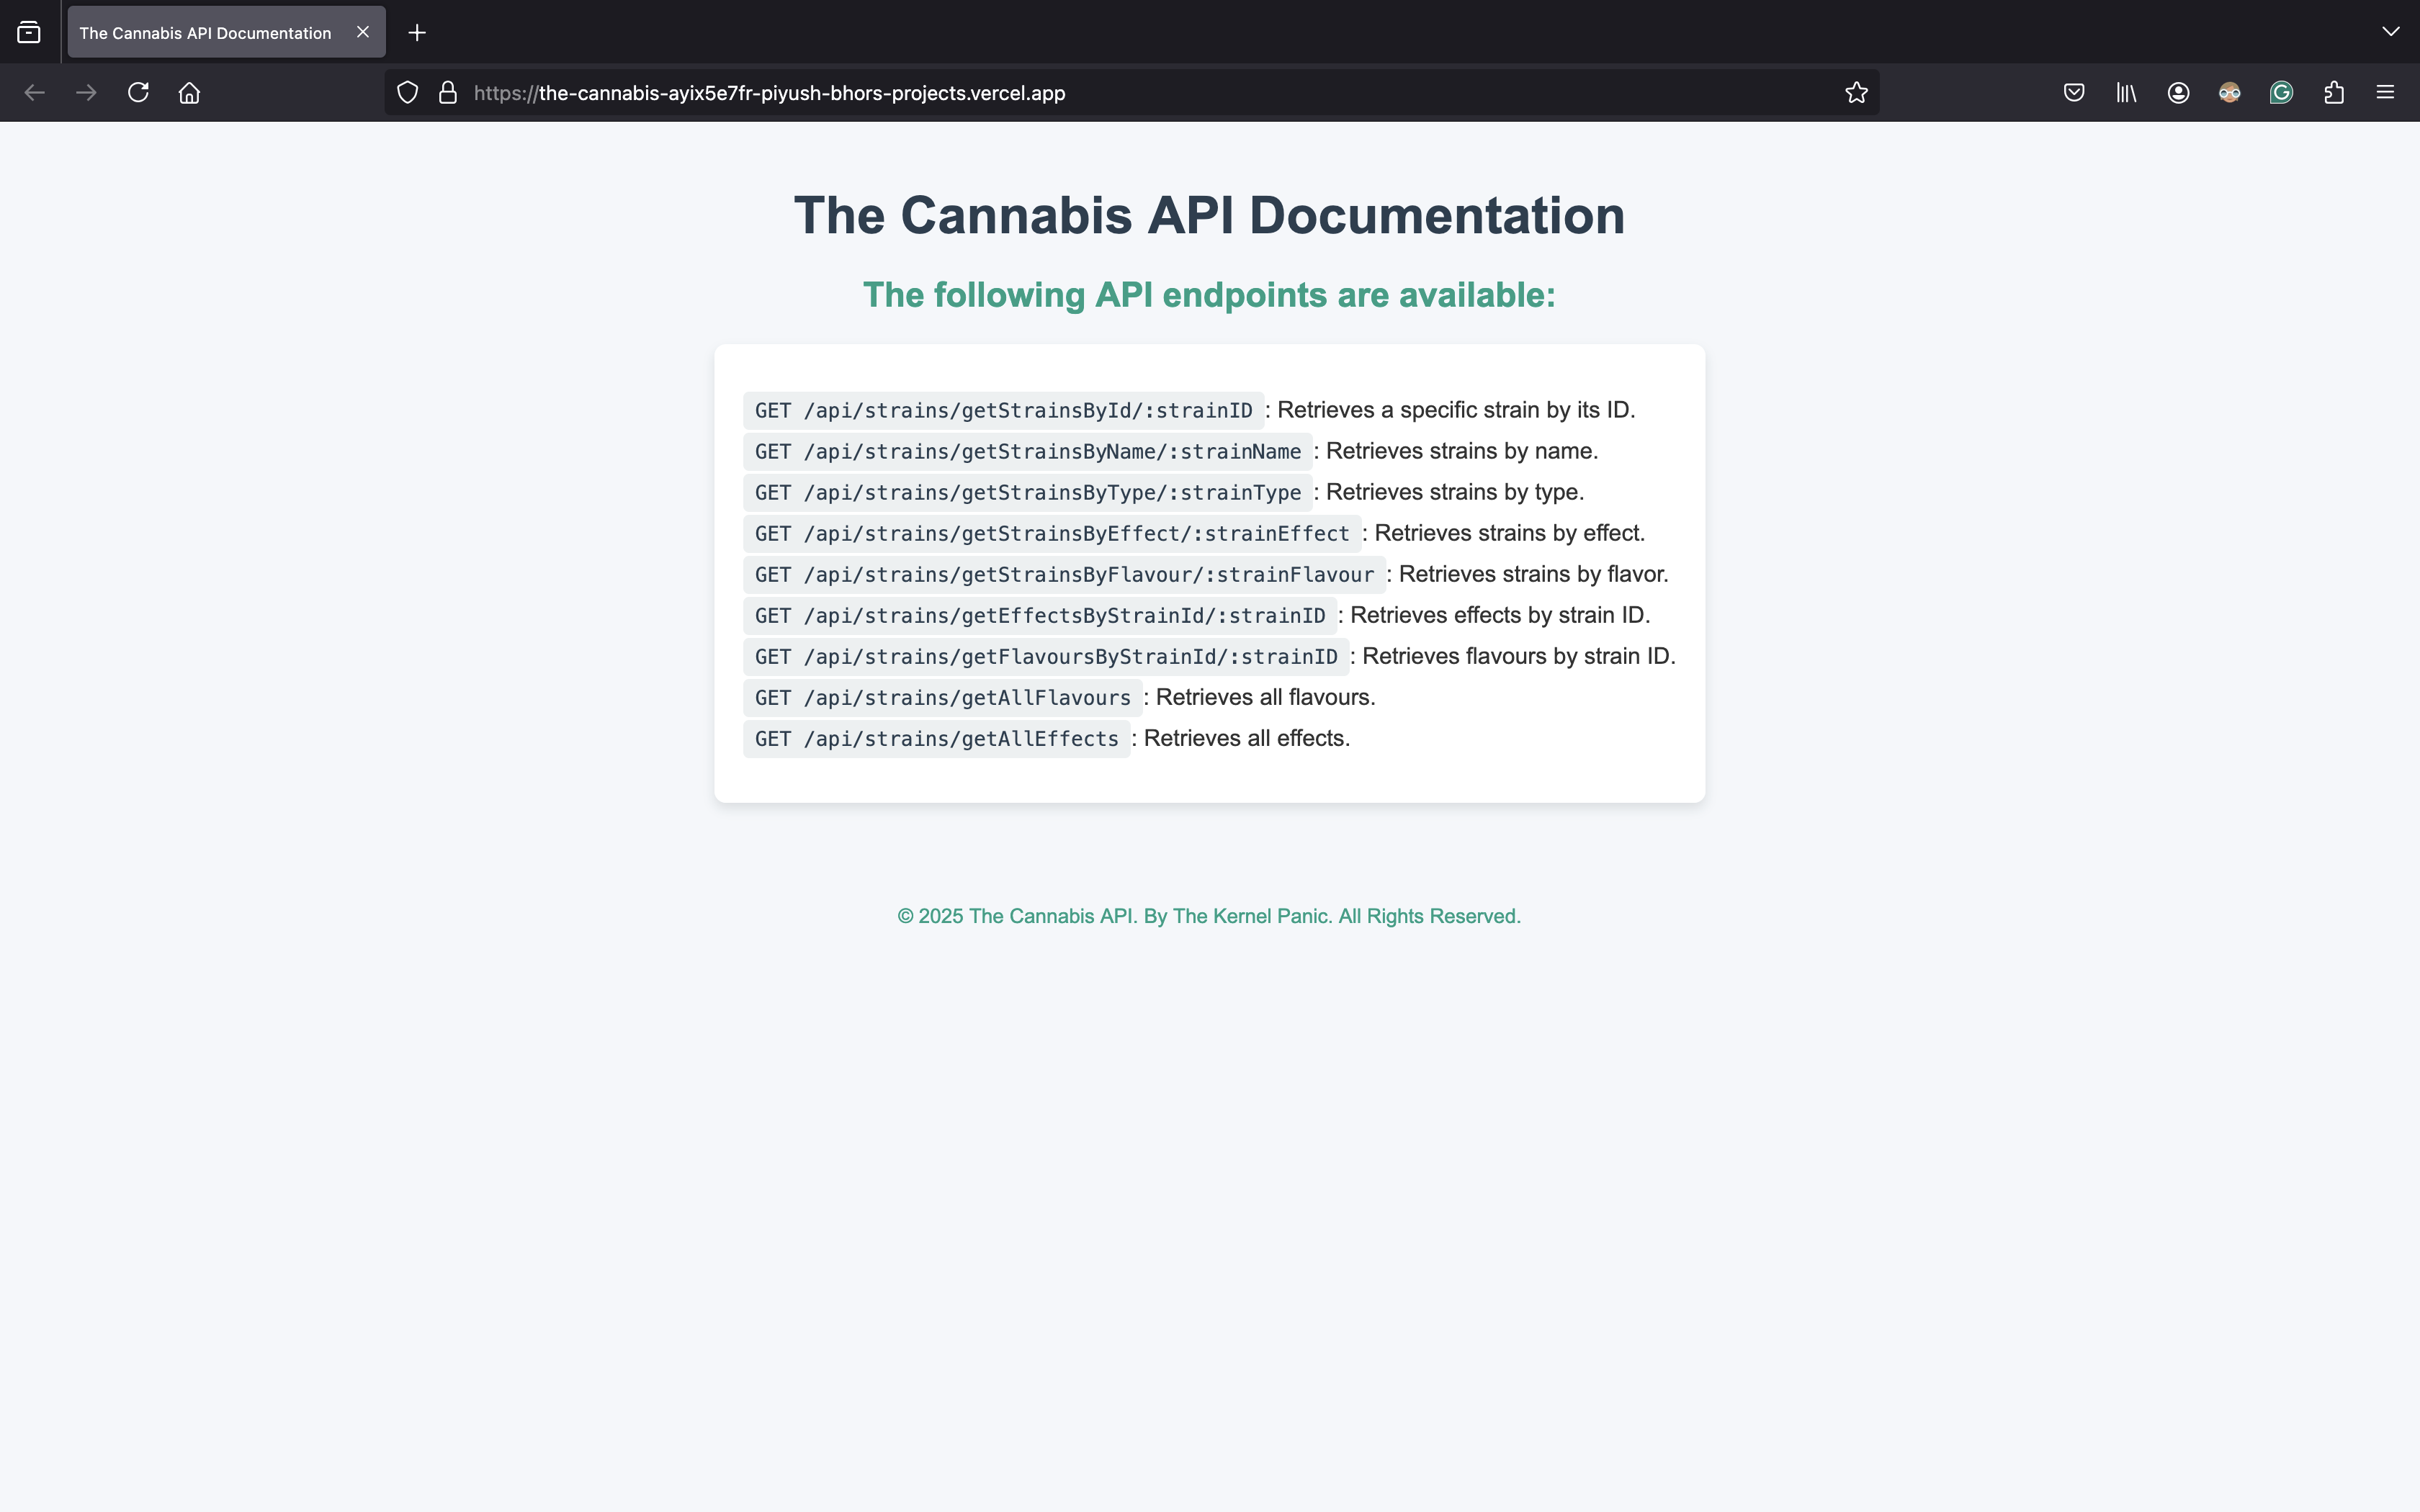 The Cannabis API Documentation
https://the-cannabis-ayix5e7fr-piyush-bhors-projects.vercel.app
The Cannabis API Documentation
The following API endpoints are available:
GET /api/strains/getStrainsById/:strainID : Retrieves a specific strain by its ID.
GET /api/strains/getStrainsByName/:strainName : Retrieves strains by name.
GET /api/strains/getStrainsByType/:strainType : Retrieves strains by type.
GET /api/strains/getStrainsByEffect/:strainEffect : Retrieves strains by effect.
GET /api/strains/getStrainsByFlavour/:strainFlavour : Retrieves strains by flavor.
GET /api/strains/getEffectsByStrainId/:strainID : Retrieves effects by strain ID.
GET /api/strains/getFlavoursByStrainId/:strainID : Retrieves flavours by strain ID.
GET /api/strains/getAllFlavours : Retrieves all flavours.
GET /api/strains/getAllEffects : Retrieves all effects.
© 2025 The Cannabis API. By The Kernel Panic. All Rights Reserved.